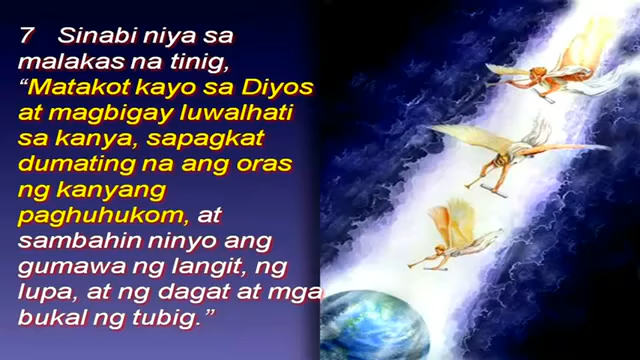 7 Sinabi niya sa
malakas na tinig,
“Matakot kayo sa Diyos
at magbigay luwalhati
sa kanya, sapagkat
dumating na ang oras
ng kanyang
paghuhukom, at
sambahin ninyo ang
gumawa ng langit, ng
lupa, at ng dagat at mga
bukal ng tubig.”